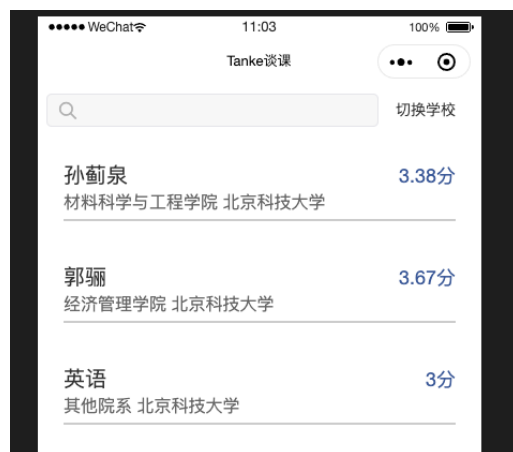 ●●●●● WeChat 11:03 100%
Tanke谈课
切换学校
孙蓟泉 3.38分
材料科学与工程学院 北京科技大学
郭骊 3.67分
经济管理学院 北京科技大学
英语 3分
其他院系 北京科技大学